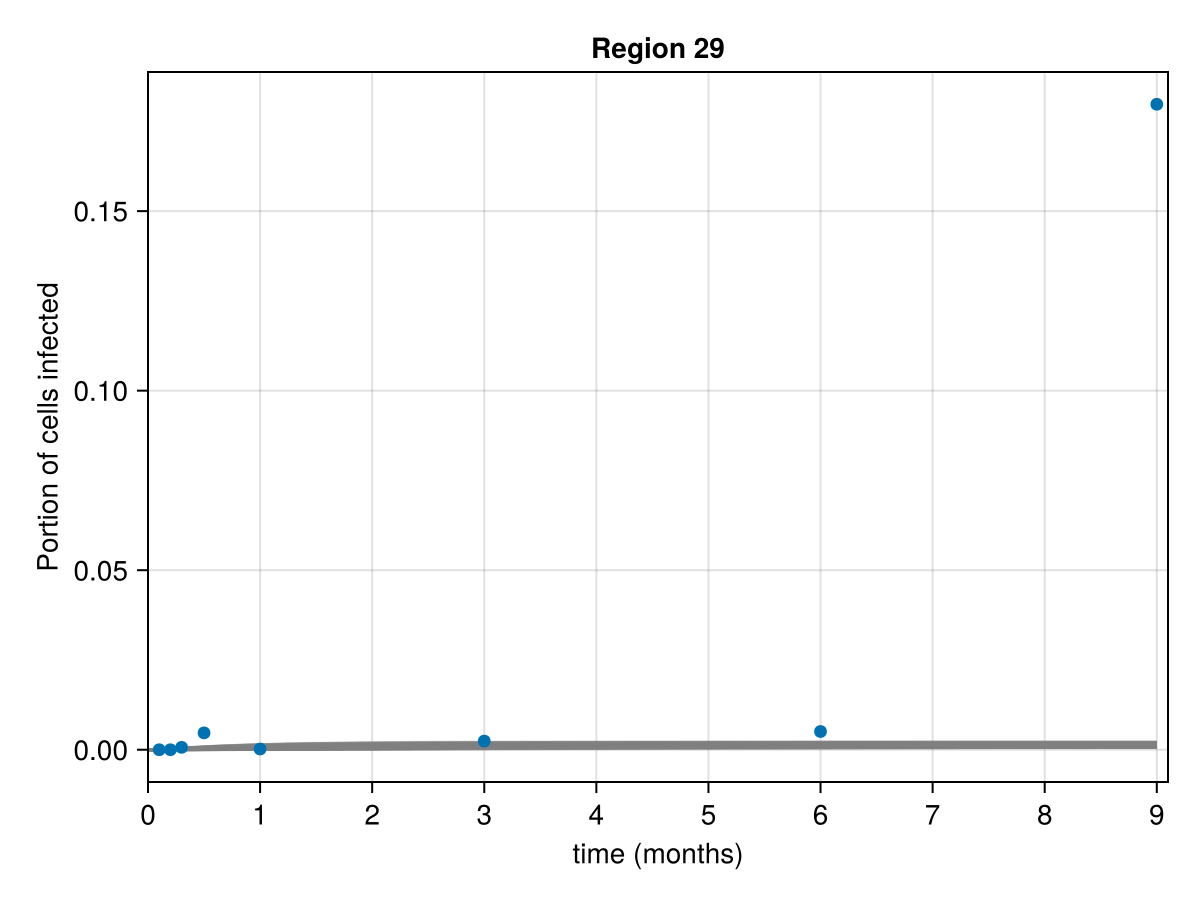 Region 29
Portion of cells infected
0.15
0.10
0.05
0.00
0 1 2 3 4 5 6 7 8 9
time (months)